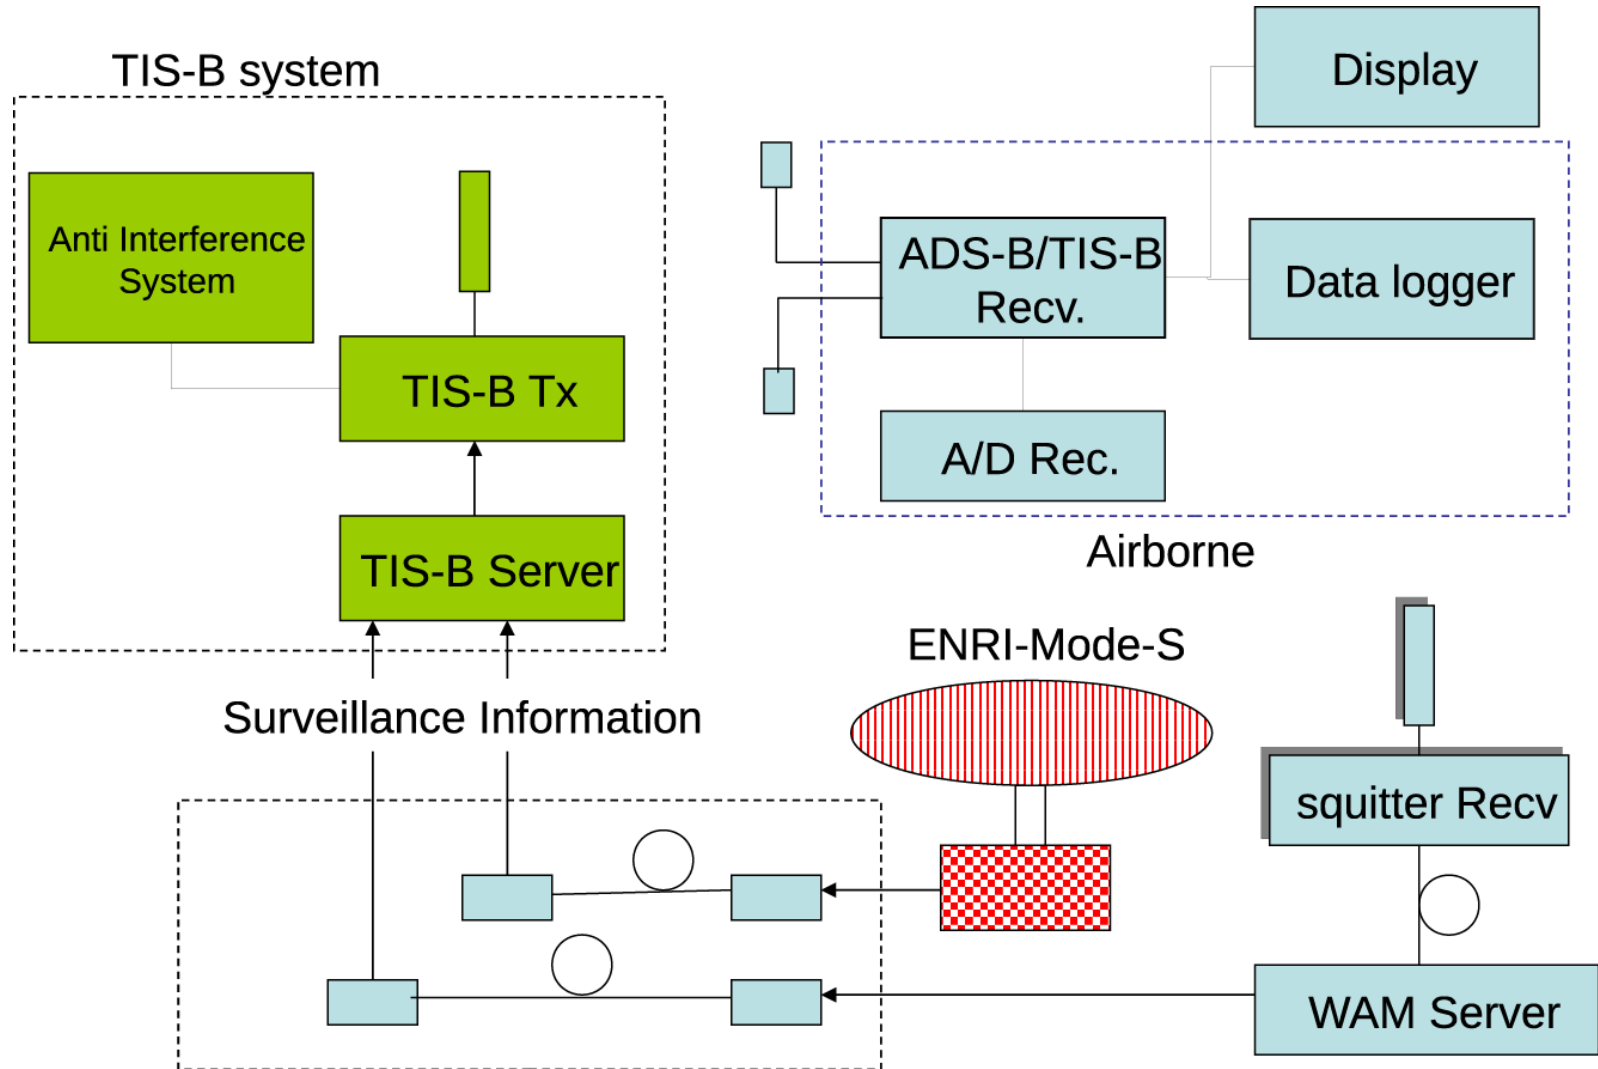 TIS-B system
Display
Anti Interference
System
ADS-B/TIS-B
Recv.
Data logger
TIS-B Tx
A/D Rec.
TIS-B Server
Airborne
ENRI-Mode-S
Surveillance Information
squitter Recv
WAM Server